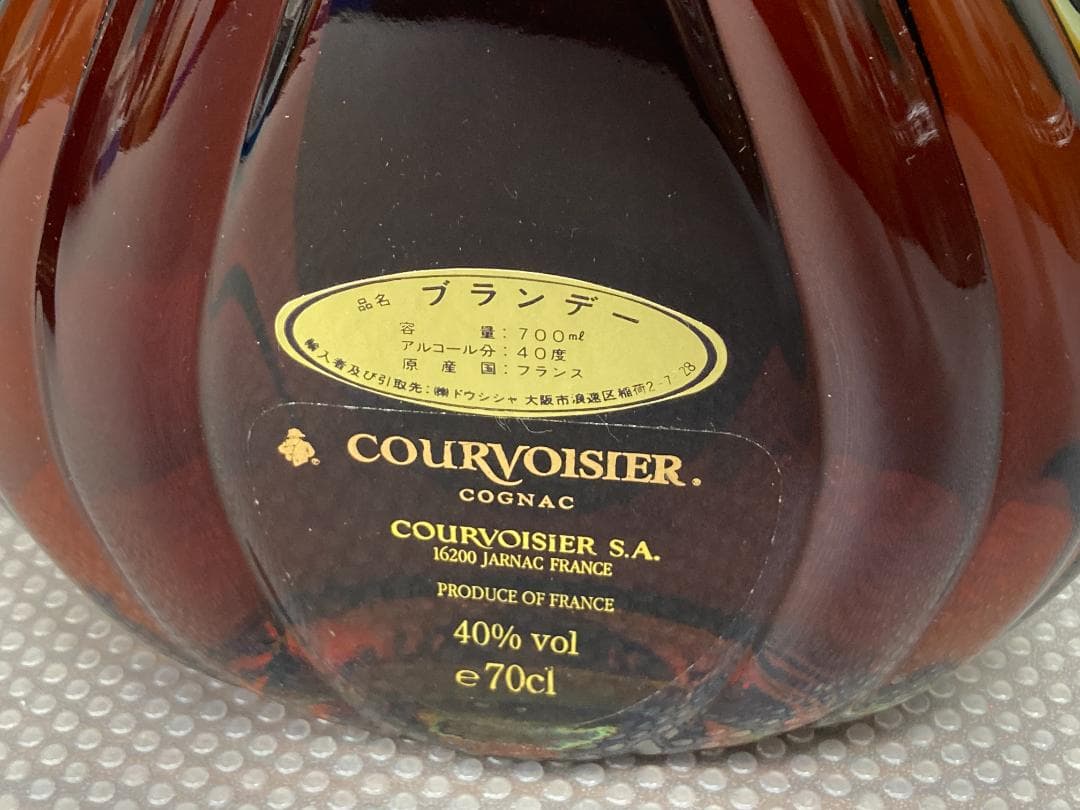 品名 ブランデー
容量:700ml
アルコール分:40度
原産国:フランス
輸入者及び引取先:㈱ドウシシャ 大阪市浪速区稲荷2-7-28
COURVOISIER®
COGNAC
COURVOISIER S.A.
16200 JARNAC FRANCE
PRODUCE OF FRANCE
40% vol
℮70cl